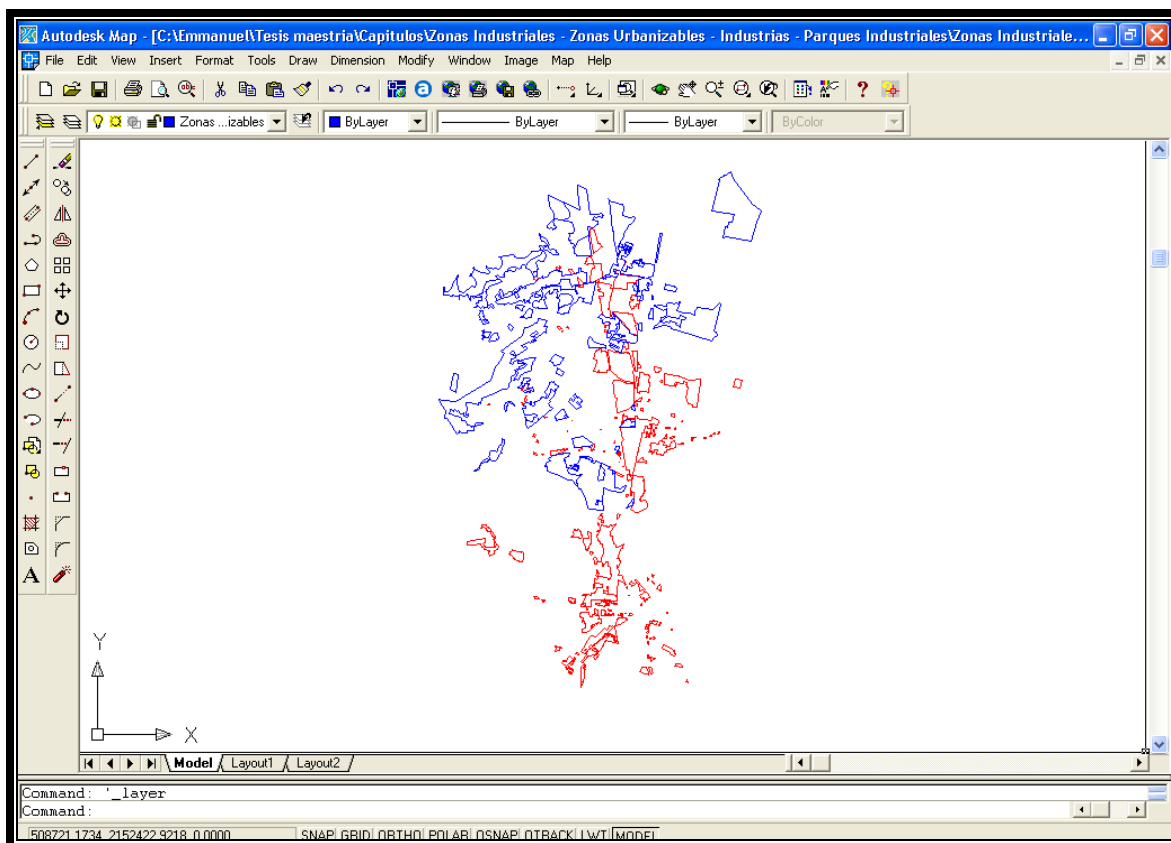 Autodesk Map - [C:\Emmanuel\Tesis maestria\Capitulos\Zonas Industriales - Zonas Urbanizables - Industrias - Parques Industriales\Zonas Industriale...
File Edit View Insert Format Tools Draw Dimension Modify Window Image Map Help
Zonas ...izables ByLayer ByLayer ByLayer ByColor
A
Y
X
Model Layout1 Layout2
Command: '_layer
Command:
508721.1734, 2152422.9218, 0.0000 SNAP GRID ORTHO POLAR OSNAP OTRACK LWT MODEL